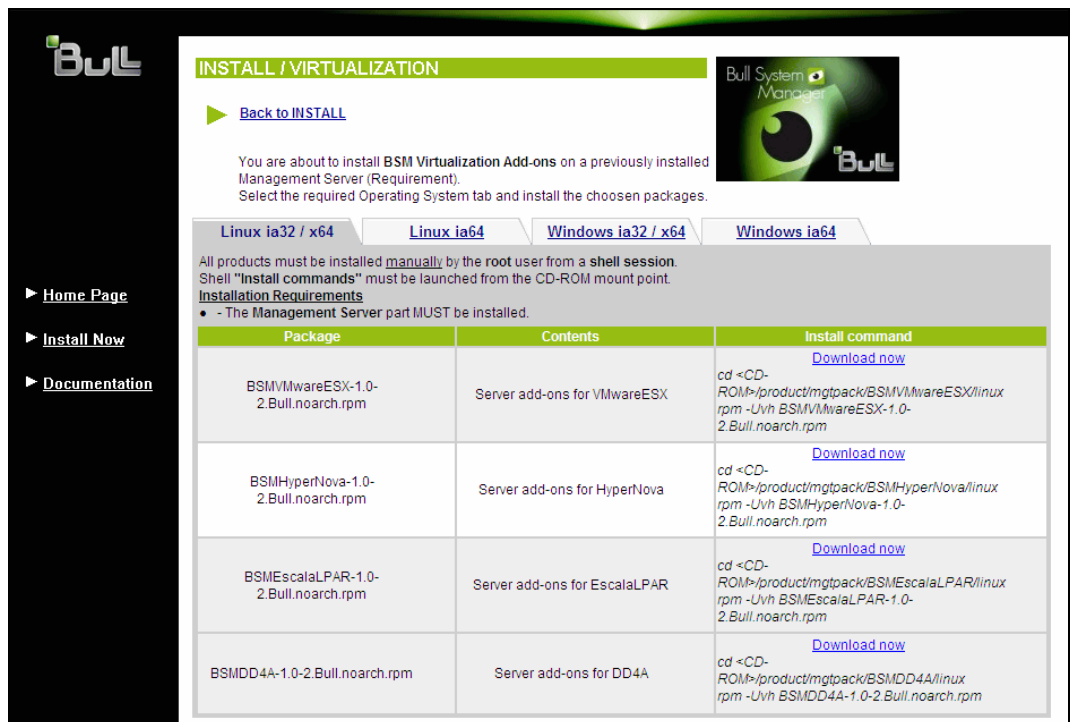 Bull
INSTALL / VIRTUALIZATION
Bull System Manager
Bull
Back to INSTALL
You are about to install BSM Virtualization Add-ons on a previously installed
Management Server (Requirement).
Select the required Operating System tab and install the choosen packages.
Linux ia32 / x64
Linux ia64
Windows ia32 / x64
Windows ia64
All products must be installed manually by the root user from a shell session.
Shell "Install commands" must be launched from the CD-ROM mount point.
Installation Requirements
● - The Management Server part MUST be installed.
Home Page
Install Now
Documentation
Package
Contents
Install command
BSMVMwareESX-1.0-
2.Bull.noarch.rpm
Server add-ons for VMwareESX
Download now
cd <CD-
ROM>/product/mgtpack/BSMVMwareESX/linux
rpm -Uvh BSMVMwareESX-1.0-
2.Bull.noarch.rpm
BSMHyperNova-1.0-
2.Bull.noarch.rpm
Server add-ons for HyperNova
Download now
cd <CD-
ROM>/product/mgtpack/BSMHyperNova/linux
rpm -Uvh BSMHyperNova-1.0-
2.Bull.noarch.rpm
BSMEscalaLPAR-1.0-
2.Bull.noarch.rpm
Server add-ons for EscalaLPAR
Download now
cd <CD-
ROM>/product/mgtpack/BSMEscalaLPAR/linux
rpm -Uvh BSMEscalaLPAR-1.0-
2.Bull.noarch.rpm
BSMDD4A-1.0-2.Bull.noarch.rpm
Server add-ons for DD4A
Download now
cd <CD-
ROM>/product/mgtpack/BSMDD4A/linux
rpm -Uvh BSMDD4A-1.0-2.Bull.noarch.rpm